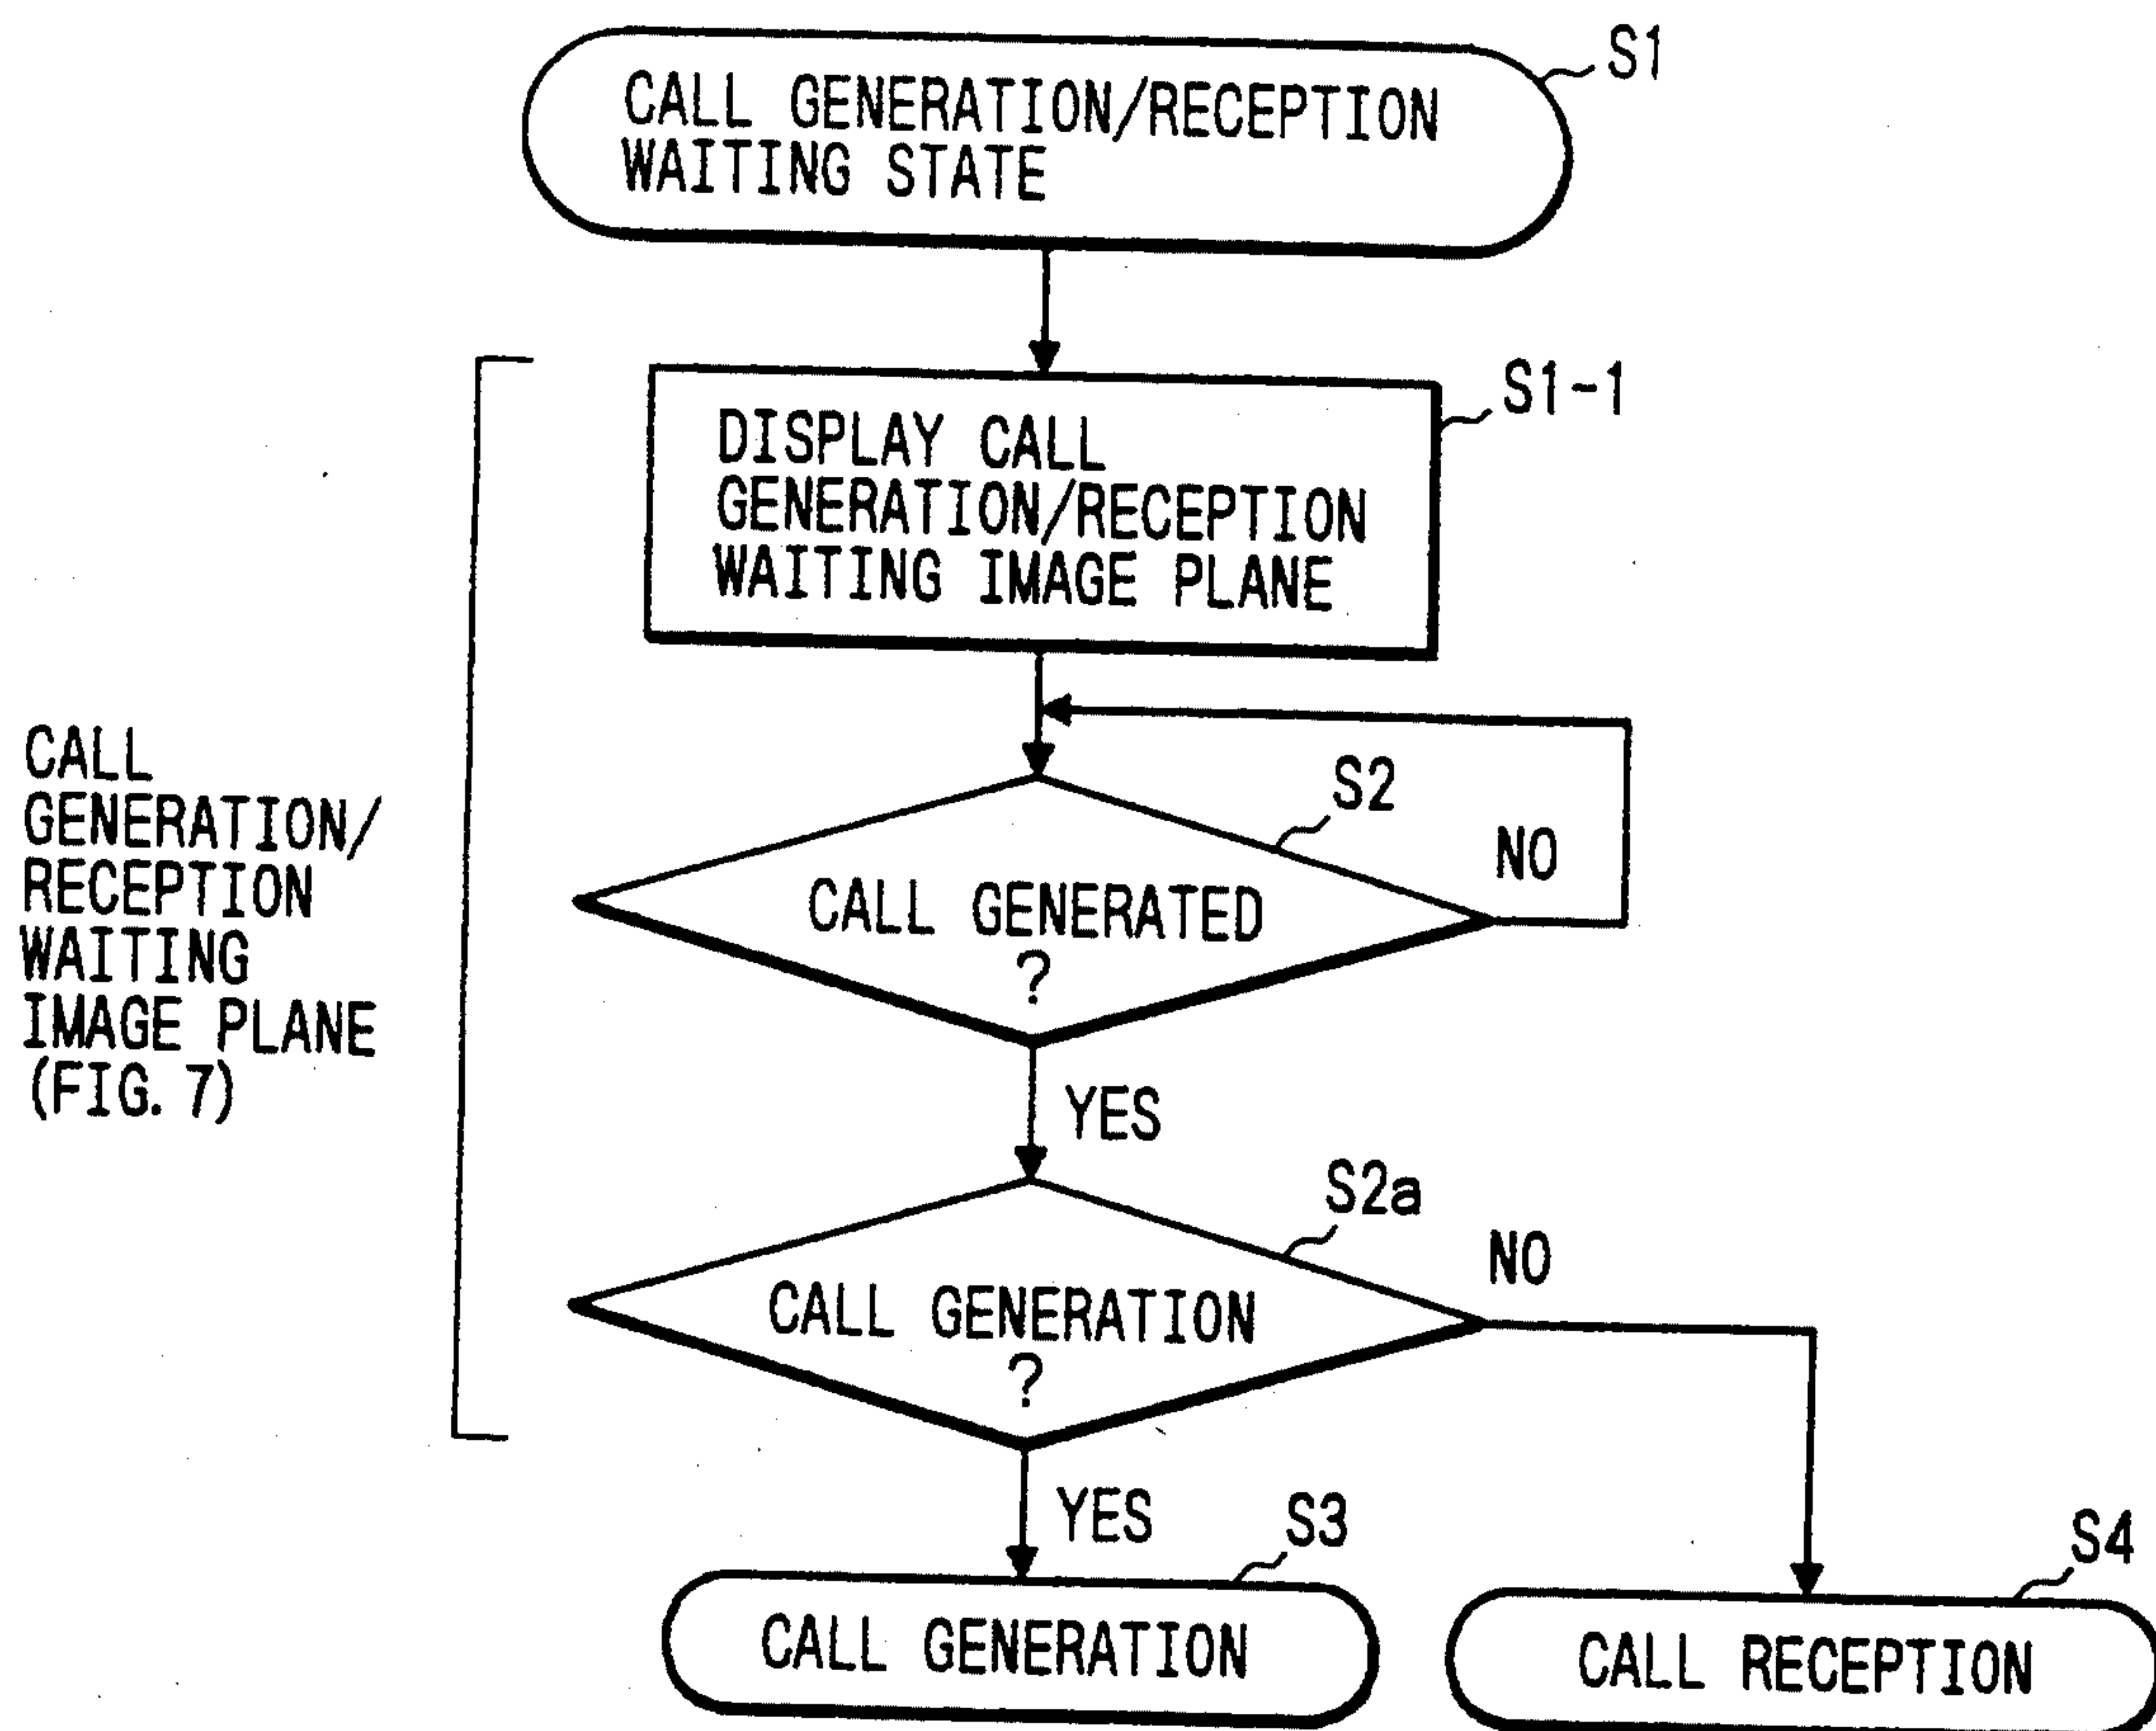 S1
CALL GENERATION/RECEPTION
WAITING STATE
S1-1
DISPLAY CALL
GENERATION/RECEPTION
WAITING IMAGE PLANE
CALL
GENERATION/
RECEPTION
WAITING
IMAGE PLANE
(FIG. 7)
S2
NO
CALL GENERATED
?
YES
S2a
NO
CALL GENERATION
?
YES
S3
CALL GENERATION
S4
CALL RECEPTION